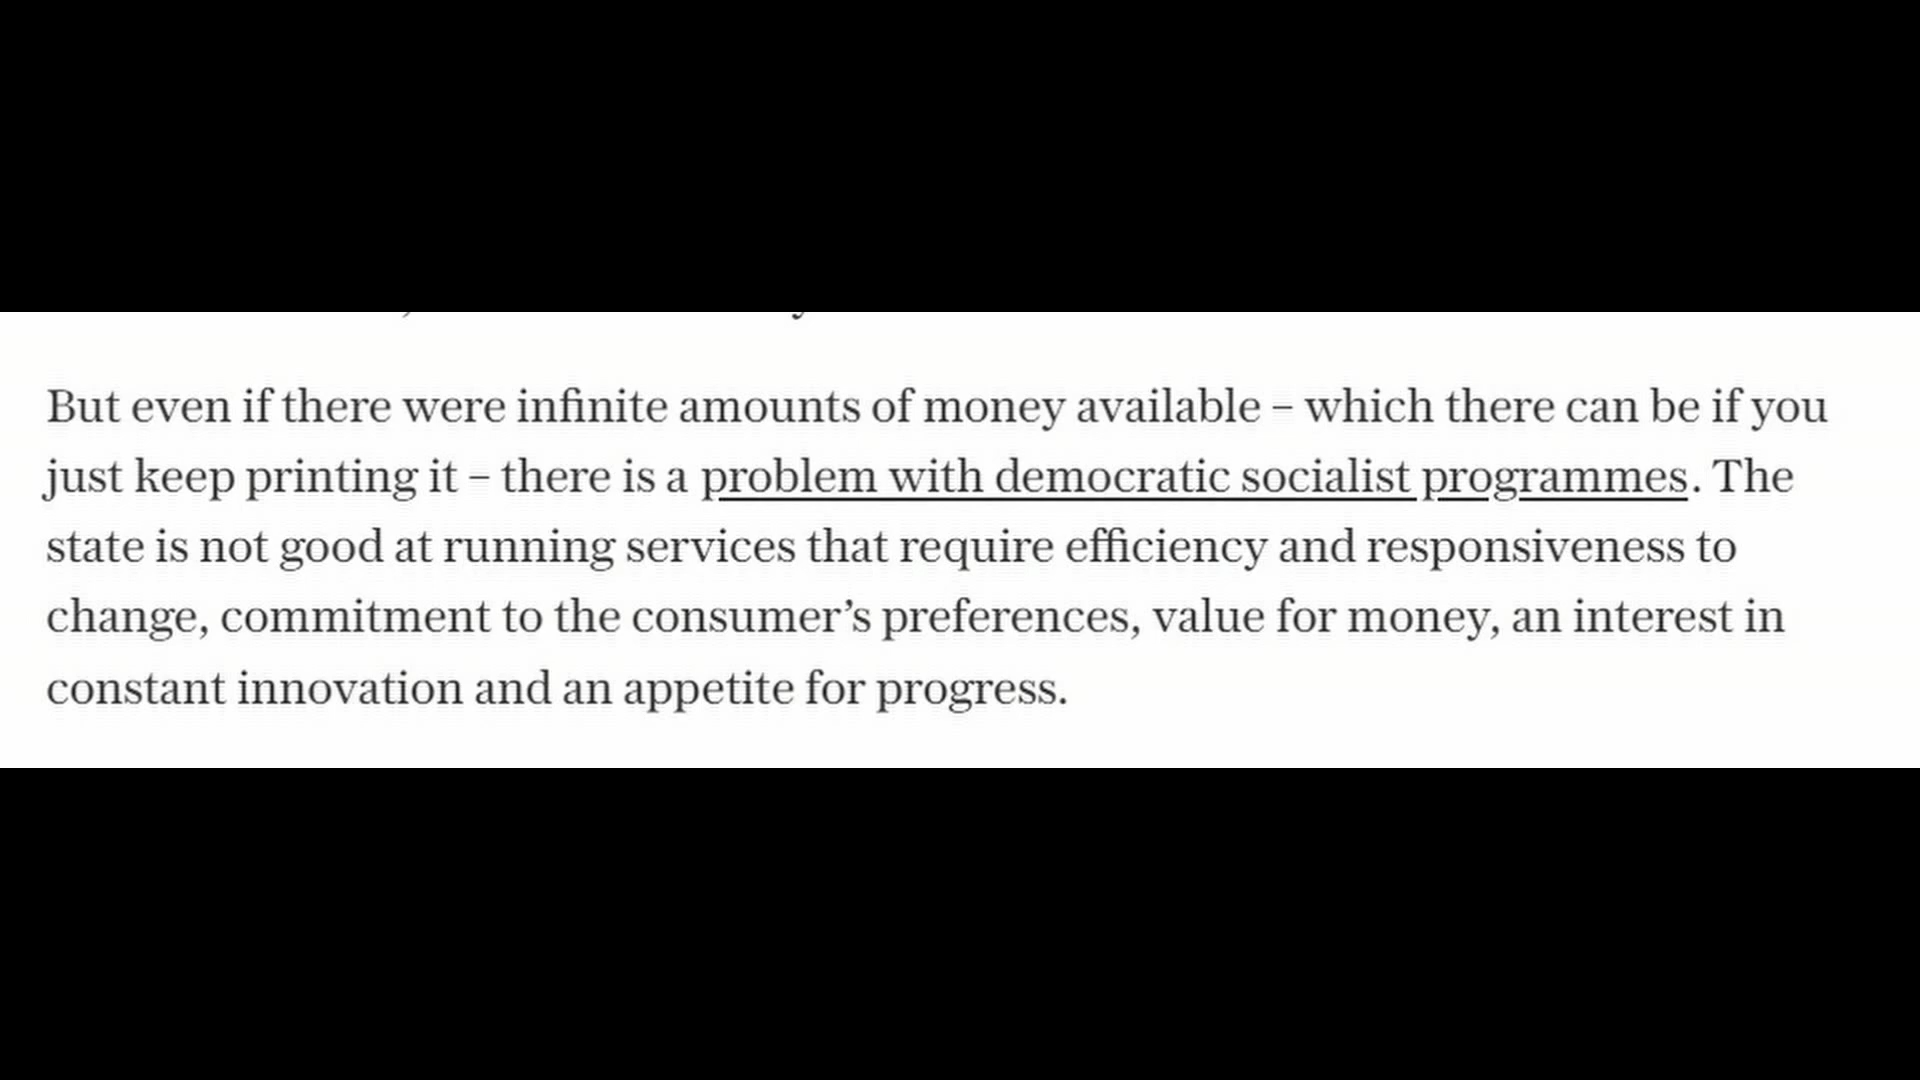 But even if there were infinite amounts of money available – which there can be if you
just keep printing it – there is a problem with democratic socialist programmes. The
state is not good at running services that require efficiency and responsiveness to
change, commitment to the consumer’s preferences, value for money, an interest in
constant innovation and an appetite for progress.